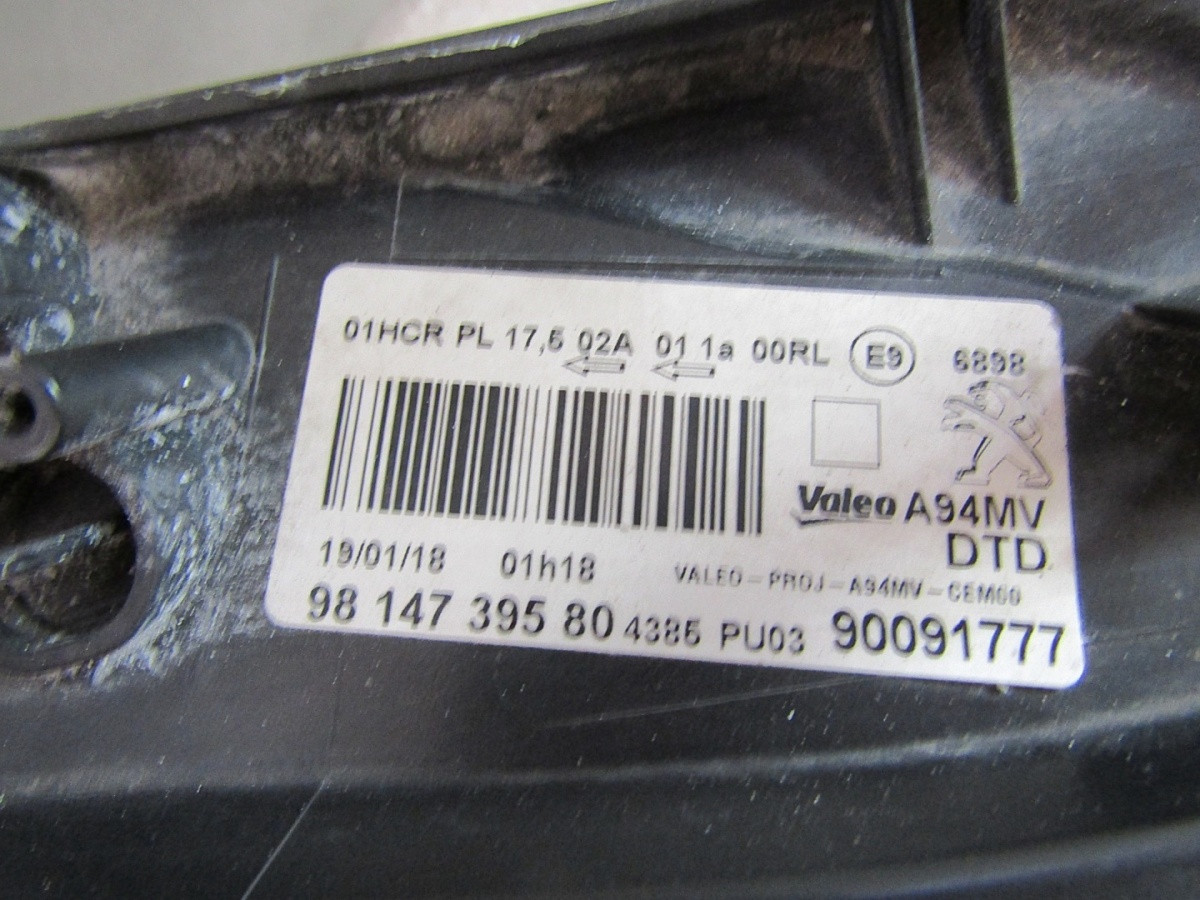 01HCR PL 17,5 02A 01 1a 00RL E9 6898
Valeo A94MV
DTD
19/01/18 01h18 VALEO-PROJ-A94MV-CEM00
98 147 395 80 4385 PU03 90091777